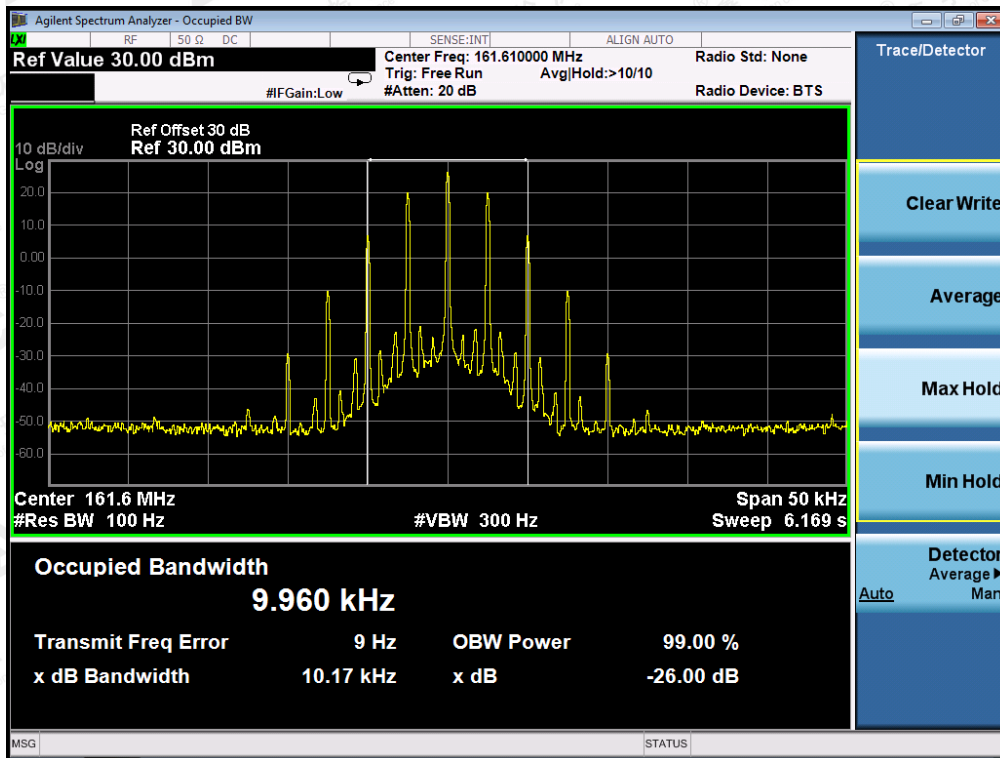 Agilent Spectrum Analyzer - Occupied BW
LXI RF 50 Ω DC SENSE:INT ALIGN AUTO
Ref Value 30.00 dBm
Center Freq: 161.610000 MHz
Radio Std: None
Trig: Free Run Avg|Hold:>10/10
#IFGain:Low
#Atten: 20 dB
Radio Device: BTS
Ref Offset 30 dB
10 dB/div Ref 30.00 dBm
Log
20.0
10.0
0.00
-10.0
-20.0
-30.0
-40.0
-50.0
-60.0
Center 161.6 MHz Span 50 kHz
#Res BW 100 Hz #VBW 300 Hz Sweep 6.169 s
Occupied Bandwidth
9.960 kHz
Transmit Freq Error 9 Hz OBW Power 99.00 %
x dB Bandwidth 10.17 kHz x dB -26.00 dB
MSG STATUS
Trace/Detector
Clear Write
Average
Max Hold
Min Hold
Detector
Average
Auto Man